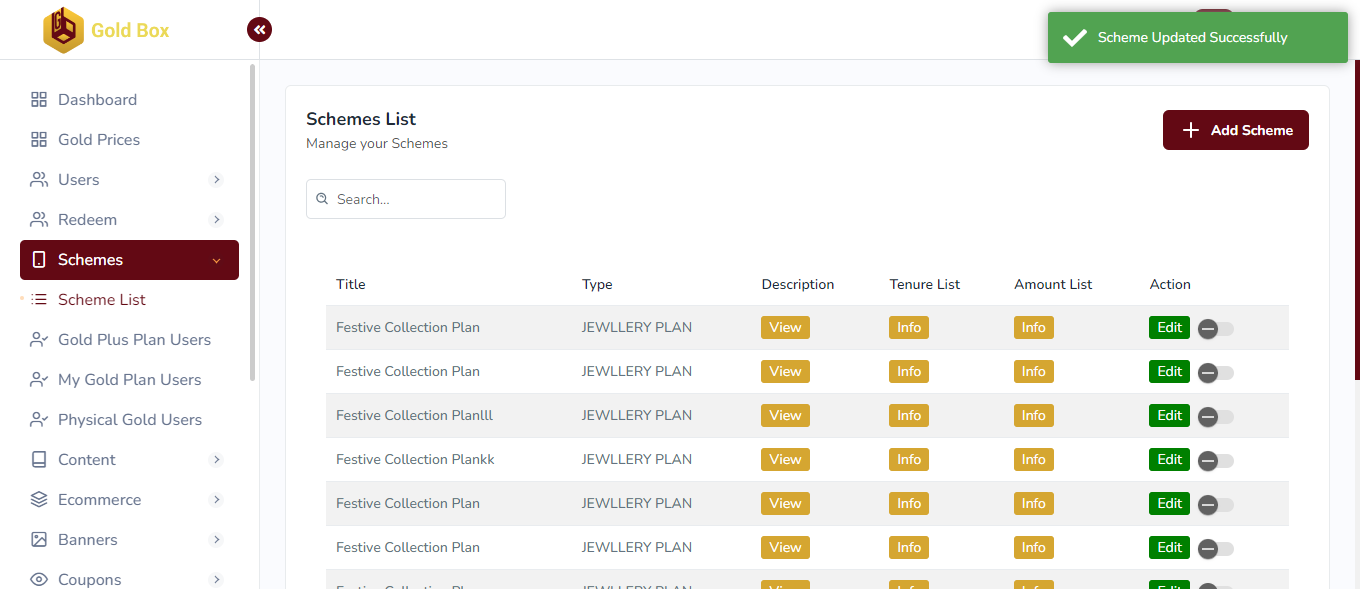 Gold Box
Scheme Updated Successfully
Dashboard
Gold Prices
Users
Redeem
Schemes
Scheme List
Gold Plus Plan Users
My Gold Plan Users
Physical Gold Users
Content
Ecommerce
Banners
Coupons
Schemes List
Manage your Schemes
Add Scheme
Search...
Title Type Description Tenure List Amount List Action
Festive Collection Plan JEWLLERY PLAN View Info Info Edit
Festive Collection Plan JEWLLERY PLAN View Info Info Edit
Festive Collection Planlll JEWLLERY PLAN View Info Info Edit
Festive Collection Plankk JEWLLERY PLAN View Info Info Edit
Festive Collection Plan JEWLLERY PLAN View Info Info Edit
Festive Collection Plan JEWLLERY PLAN View Info Info Edit